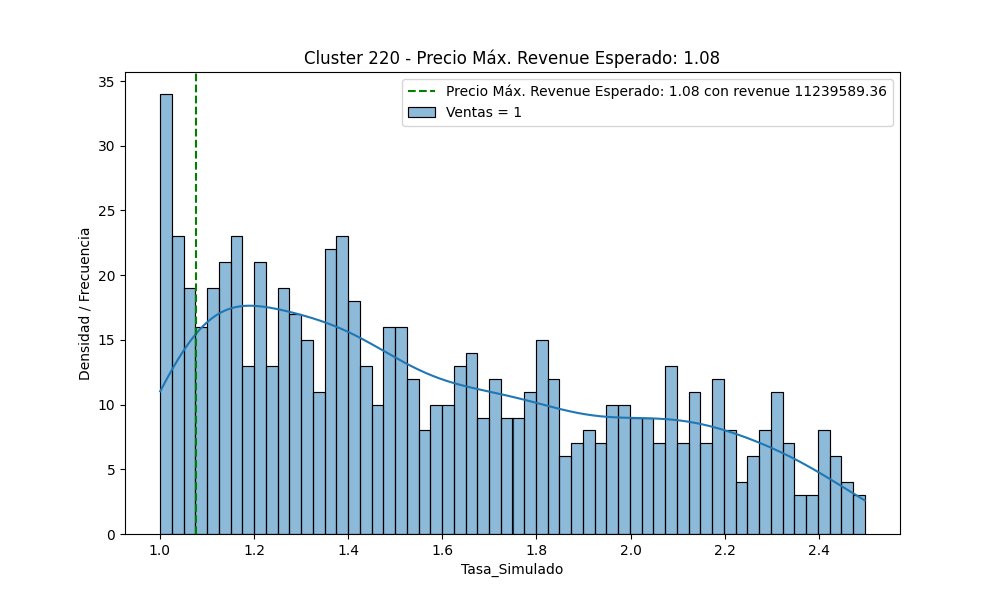 Cluster 220 - Precio Máx. Revenue Esperado: 1.08
Precio Máx. Revenue Esperado: 1.08 con revenue 11239589.36
Ventas = 1
Densidad / Frecuencia
35
30
25
20
15
10
5
0
1.0 1.2 1.4 1.6 1.8 2.0 2.2 2.4
Tasa_Simulado